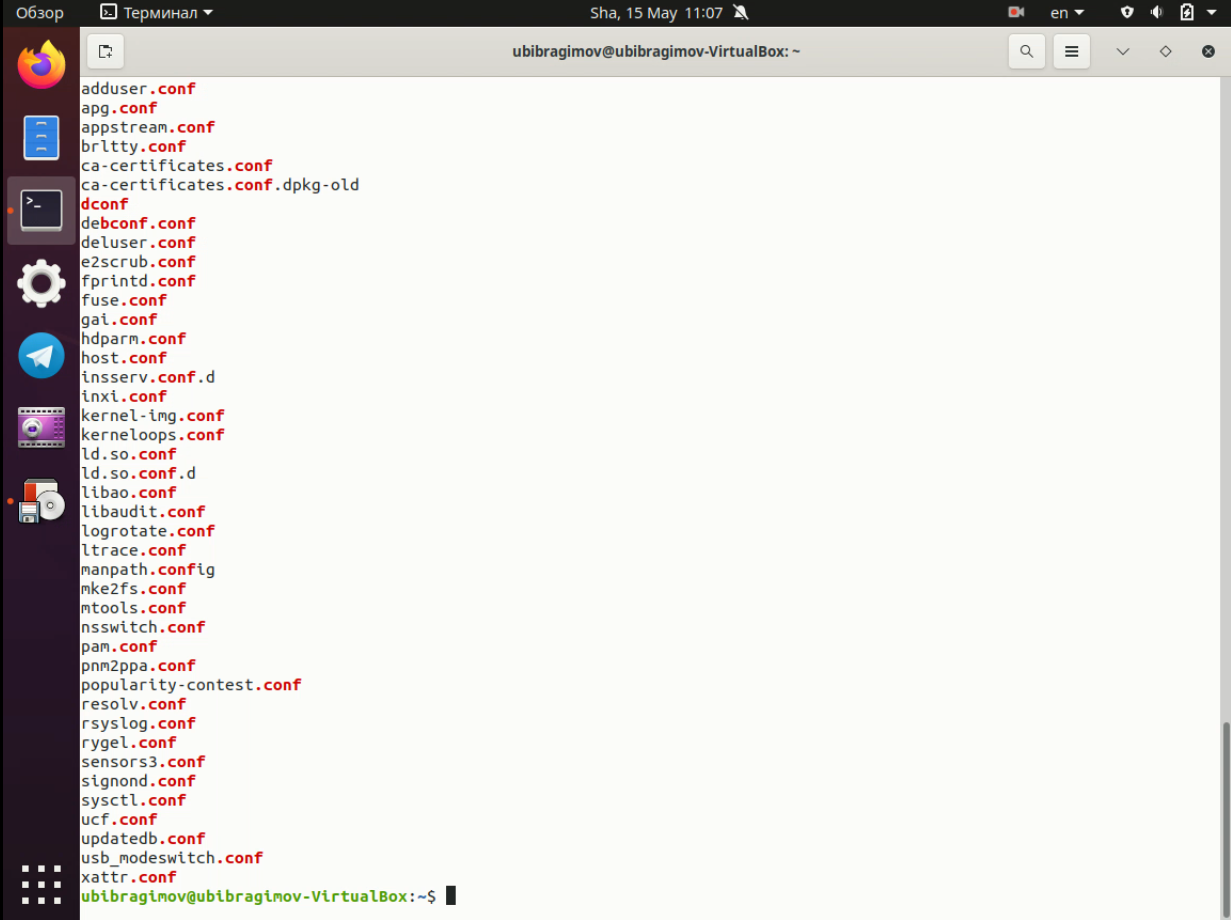 Обзор
Терминал
Sha, 15 May 11:07
en
ubibragimov@ubibragimov-VirtualBox: ~
adduser.conf
apg.conf
appstream.conf
brltty.conf
ca-certificates.conf
ca-certificates.conf.dpkg-old
dconf
debconf.conf
deluser.conf
e2scrub.conf
fprintd.conf
fuse.conf
gai.conf
hdparm.conf
host.conf
insserv.conf.d
inxi.conf
kernel-img.conf
kerneloops.conf
ld.so.conf
ld.so.conf.d
libao.conf
libaudit.conf
logrotate.conf
ltrace.conf
manpath.config
mke2fs.conf
mtools.conf
nsswitch.conf
pam.conf
pnm2ppa.conf
popularity-contest.conf
resolv.conf
rsyslog.conf
rygel.conf
sensors3.conf
signond.conf
sysctl.conf
ucf.conf
updatedb.conf
usb_modeswitch.conf
xattr.conf
ubibragimov@ubibragimov-VirtualBox:~$